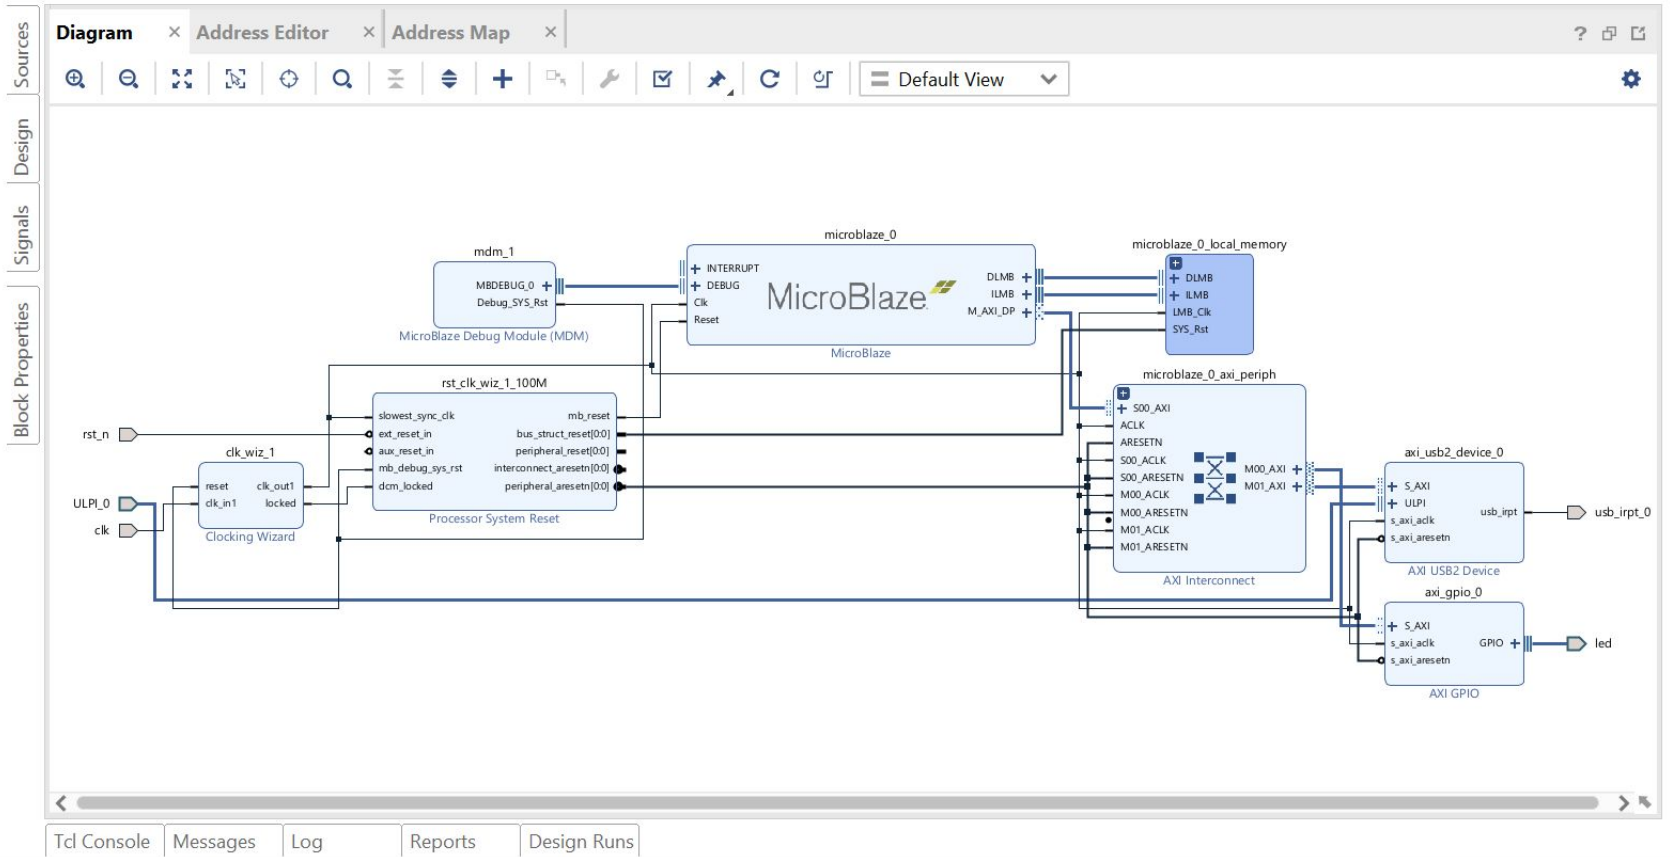 Sources
Design
Signals
Block Properties
Diagram × Address Editor × Address Map ×
?
Default View
mdm_1
MBDEBUG_0
Debug_SYS_Rst
MicroBlaze Debug Module (MDM)
microblaze_0
INTERRUPT
DEBUG
Clk
Reset
MicroBlaze
DLMB
ILMB
M_AXI_DP
MicroBlaze
microblaze_0_local_memory
DLMB
ILMB
LMB_Clk
SYS_Rst
rst_clk_wiz_1_100M
slowest_sync_clk
ext_reset_in
aux_reset_in
mb_debug_sys_rst
dcm_locked
mb_reset
bus_struct_reset[0:0]
peripheral_reset[0:0]
interconnect_aresetn[0:0]
peripheral_aresetn[0:0]
Processor System Reset
rst_n
ULPI_0
clk
clk_wiz_1
reset
clk_in1
clk_out1
locked
Clocking Wizard
microblaze_0_axi_periph
S00_AXI
ACLK
ARESETN
S00_ACLK
S00_ARESETN
M00_ACLK
M00_ARESETN
M01_ACLK
M01_ARESETN
M00_AXI
M01_AXI
AXI Interconnect
axi_usb2_device_0
S_AXI
ULPI
s_axi_aclk
s_axi_aresetn
usb_irpt
AXI USB2 Device
usb_irpt_0
axi_gpio_0
S_AXI
s_axi_aclk
s_axi_aresetn
GPIO
AXI GPIO
led
Tcl Console
Messages
Log
Reports
Design Runs